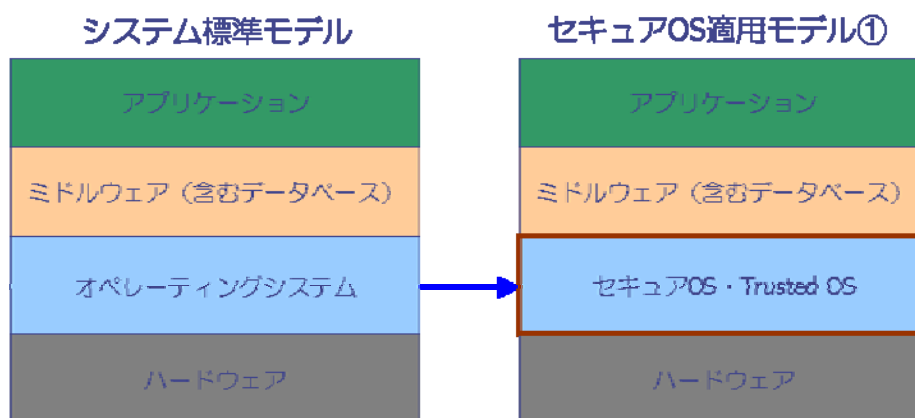 システム標準モデル
アプリケーション
ミドルウェア（含むデータベース）
オペレーティングシステム
ハードウェア
セキュアOS適用モデル①
アプリケーション
ミドルウェア（含むデータベース）
セキュアOS・Trusted OS
ハードウェア